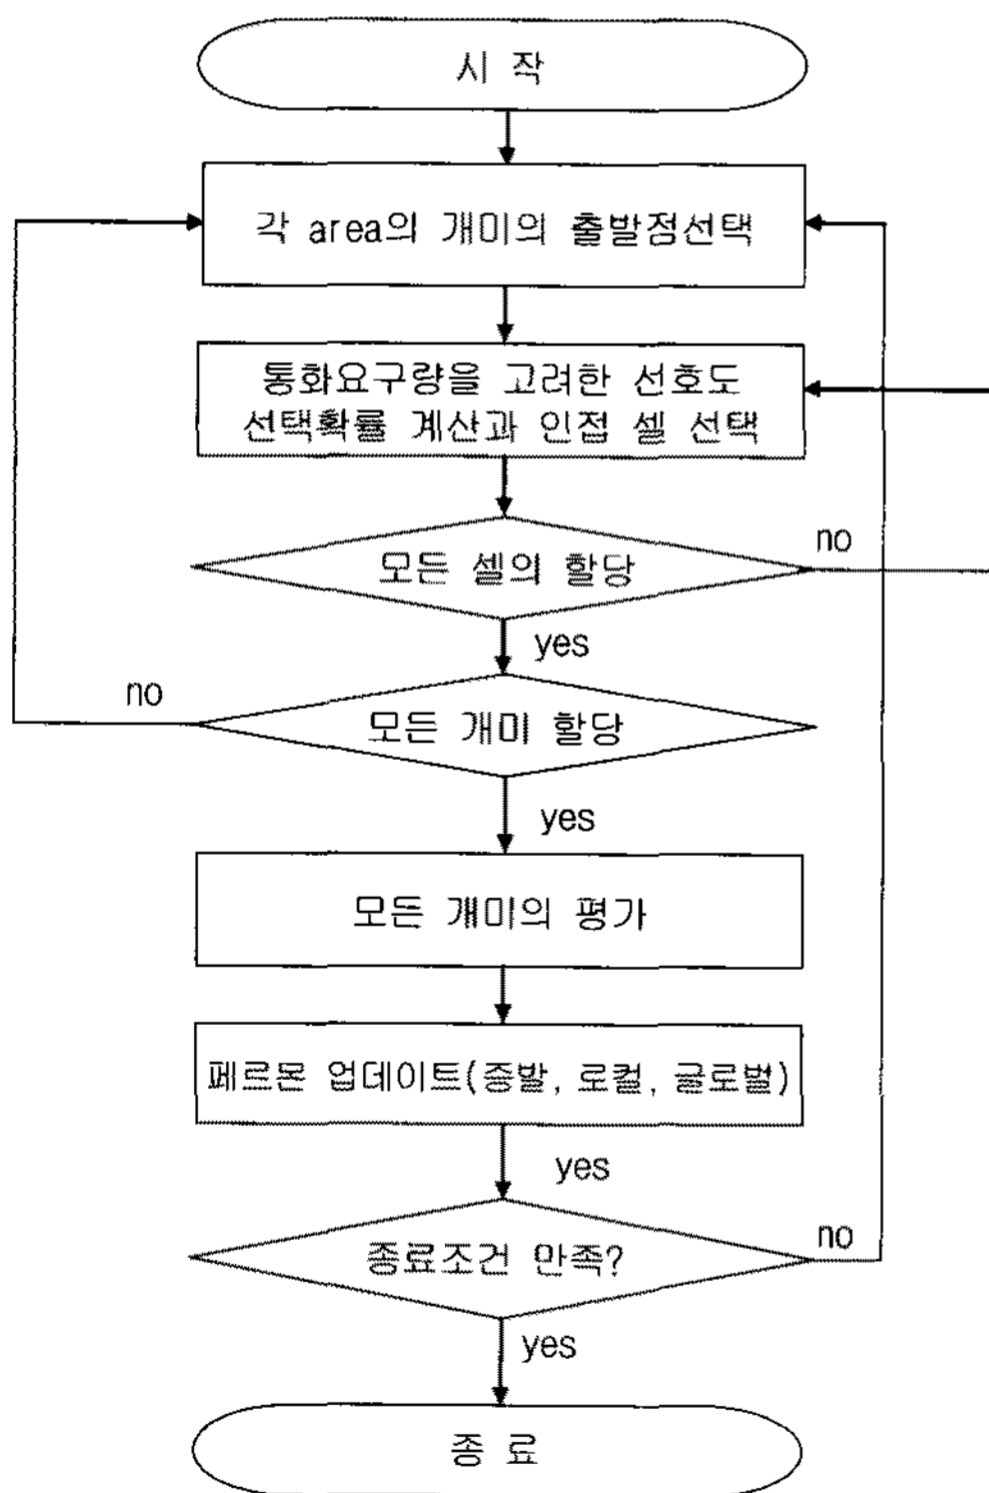 시 작
각 area의 개미의 출발점선택
통화요구량을 고려한 선호도
선택확률 계산과 인접 셀 선택
모든 셀의 할당
no
yes
no
모든 개미 할당
yes
모든 개미의 평가
페르몬 업데이트(증발, 로컬, 글로벌)
yes
종료조건 만족?
no
yes
종 료